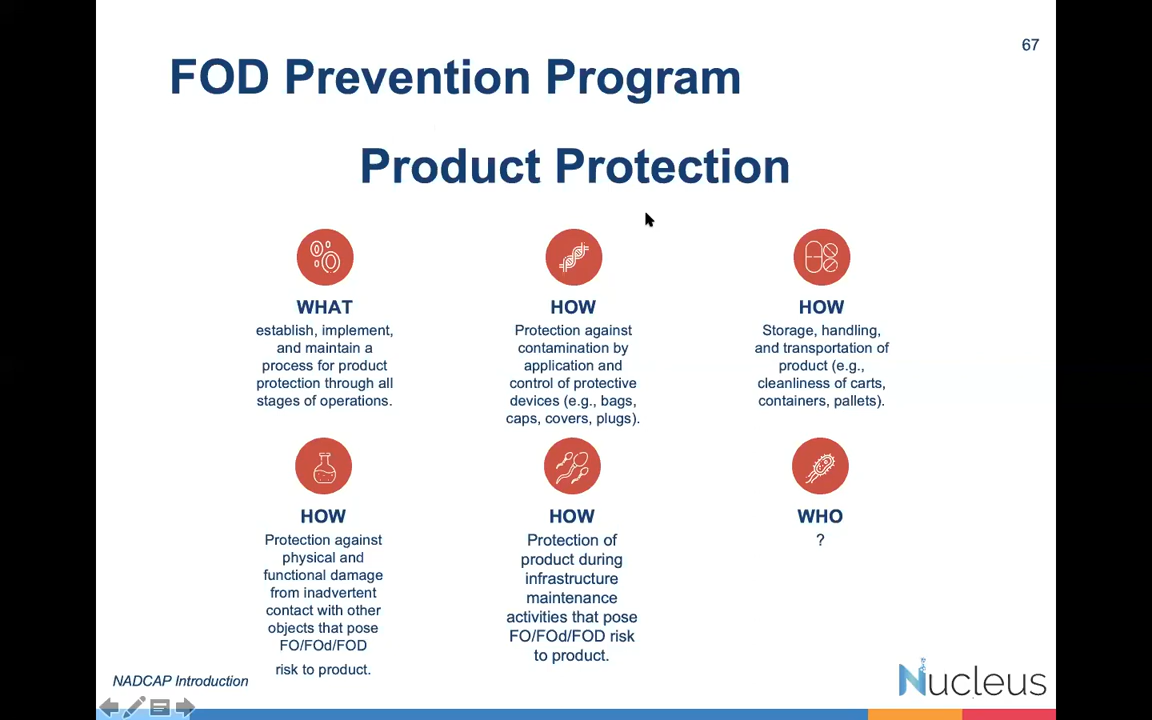 67
FOD Prevention Program
Product Protection
WHAT
establish, implement,
and maintain a
process for product
protection through all
stages of operations.
HOW
Protection against
contamination by
application and
control of protective
devices (e.g., bags,
caps, covers, plugs).
HOW
Storage, handling,
and transportation of
product (e.g.,
cleanliness of carts,
containers, pallets).
HOW
Protection against
physical and
functional damage
from inadvertent
contact with other
objects that pose
FO/FOd/FOD
risk to product.
HOW
Protection of
product during
infrastructure
maintenance
activities that pose
FO/FOd/FOD risk
to product.
WHO
?
NADCAP Introduction
Nucleus